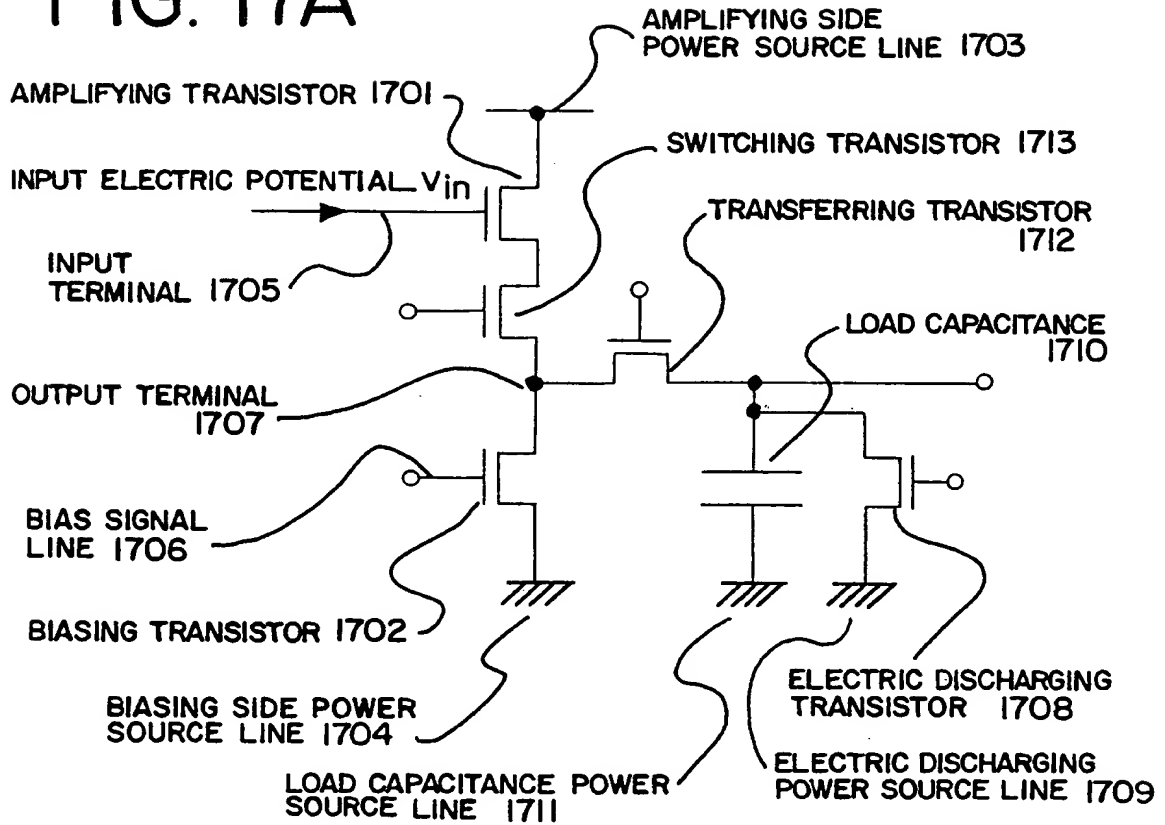 FIG. 17A
AMPLIFYING SIDE
POWER SOURCE LINE 1703
AMPLIFYING TRANSISTOR 1701
SWITCHING TRANSISTOR 1713
INPUT ELECTRIC POTENTIAL Vin
TRANSFERRING TRANSISTOR
1712
INPUT
TERMINAL 1705
LOAD CAPACITANCE
1710
OUTPUT TERMINAL
1707
BIAS SIGNAL
LINE 1706
BIASING TRANSISTOR 1702
ELECTRIC DISCHARGING
TRANSISTOR 1708
BIASING SIDE POWER
SOURCE LINE 1704
ELECTRIC DISCHARGING
POWER SOURCE LINE 1709
LOAD CAPACITANCE POWER
SOURCE LINE 1711